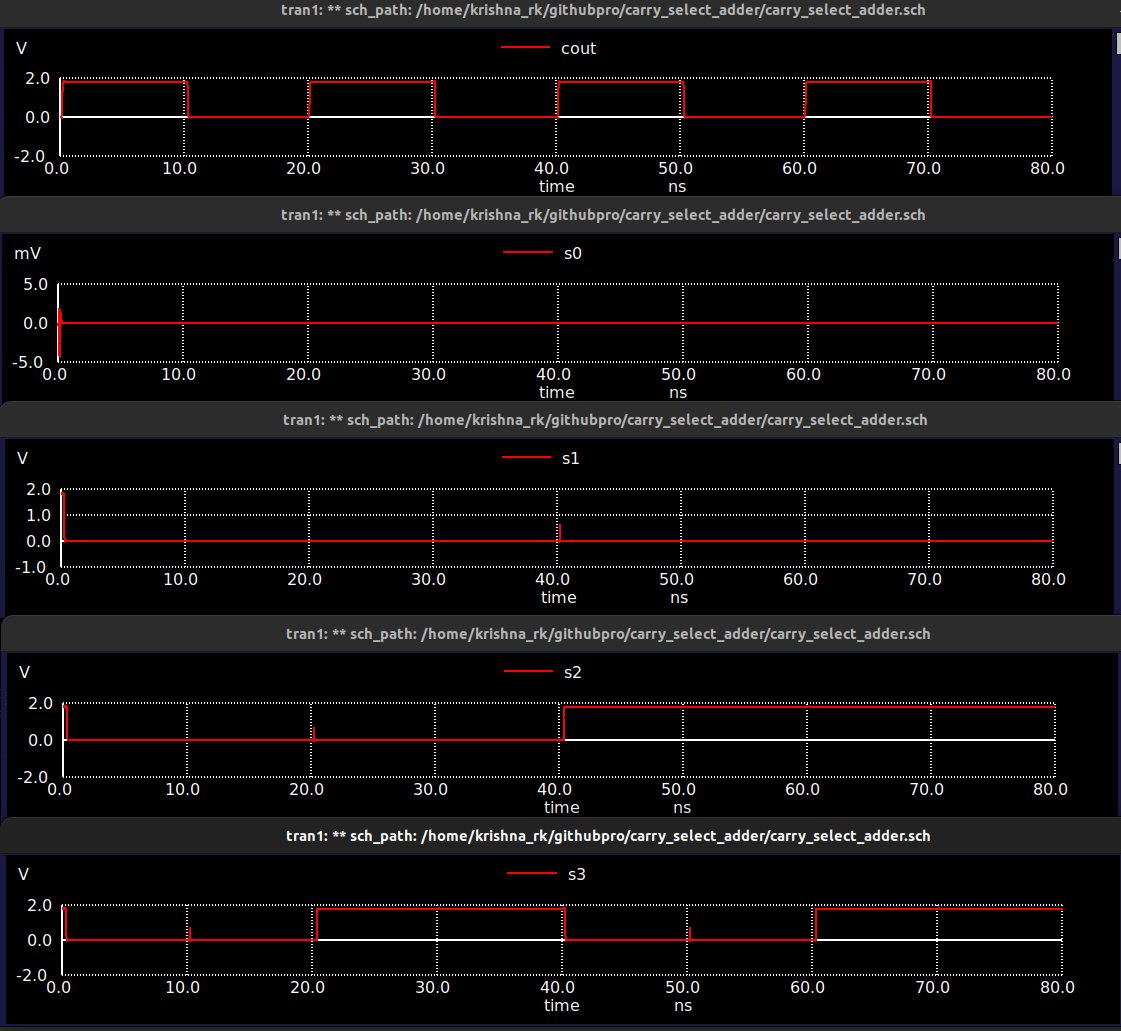 tran1: ** sch_path: /home/krishna_rk/githubpro/carry_select_adder/carry_select_adder.sch
V cout
2.0
0.0
-2.0
0.0 10.0 20.0 30.0 40.0 50.0 60.0 70.0 80.0
time ns
tran1: ** sch_path: /home/krishna_rk/githubpro/carry_select_adder/carry_select_adder.sch
mV s0
5.0
0.0
-5.0
0.0 10.0 20.0 30.0 40.0 50.0 60.0 70.0 80.0
time ns
tran1: ** sch_path: /home/krishna_rk/githubpro/carry_select_adder/carry_select_adder.sch
V s1
2.0
1.0
0.0
-1.0
0.0 10.0 20.0 30.0 40.0 50.0 60.0 70.0 80.0
time ns
tran1: ** sch_path: /home/krishna_rk/githubpro/carry_select_adder/carry_select_adder.sch
V s2
2.0
0.0
-2.0
0.0 10.0 20.0 30.0 40.0 50.0 60.0 70.0 80.0
time ns
tran1: ** sch_path: /home/krishna_rk/githubpro/carry_select_adder/carry_select_adder.sch
V s3
2.0
0.0
-2.0
0.0 10.0 20.0 30.0 40.0 50.0 60.0 70.0 80.0
time ns